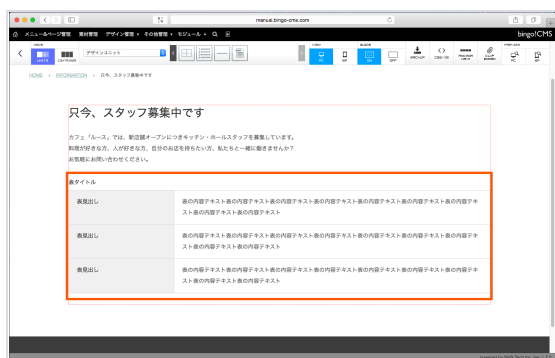 manual.bingo-cms.com
メニュー&ページ管理 素材管理 デザイン管理 その他管理 モジュール bingo!CMS
MODE VIEW GUIDE PREVIEW
UNITS CONTENTS デザインユニット PC SP ON OFF BACKUP CSS/JS PC SP
HOME › INFORMATION › 只今、スタッフ募集中です
只今、スタッフ募集中です
カフェ「ルース」では、新店舗オープンにつきキッチン・ホールスタッフを募集しています。
料理が好きな方、人が好きな方、自分のお店を持ちたい方、私たちと一緒に働きませんか?
お気軽にお問い合わせください。
表タイトル
表見出し 表の内容テキスト表の内容テキスト表の内容テキスト表の内容テキスト表の内容テキスト表の内容テキ
スト表の内容テキスト表の内容テキスト
表見出し 表の内容テキスト表の内容テキスト表の内容テキスト表の内容テキスト表の内容テキスト表の内容テキ
スト表の内容テキスト表の内容テキスト
表見出し 表の内容テキスト表の内容テキスト表の内容テキスト表の内容テキスト表の内容テキスト表の内容テキ
スト表の内容テキスト表の内容テキスト